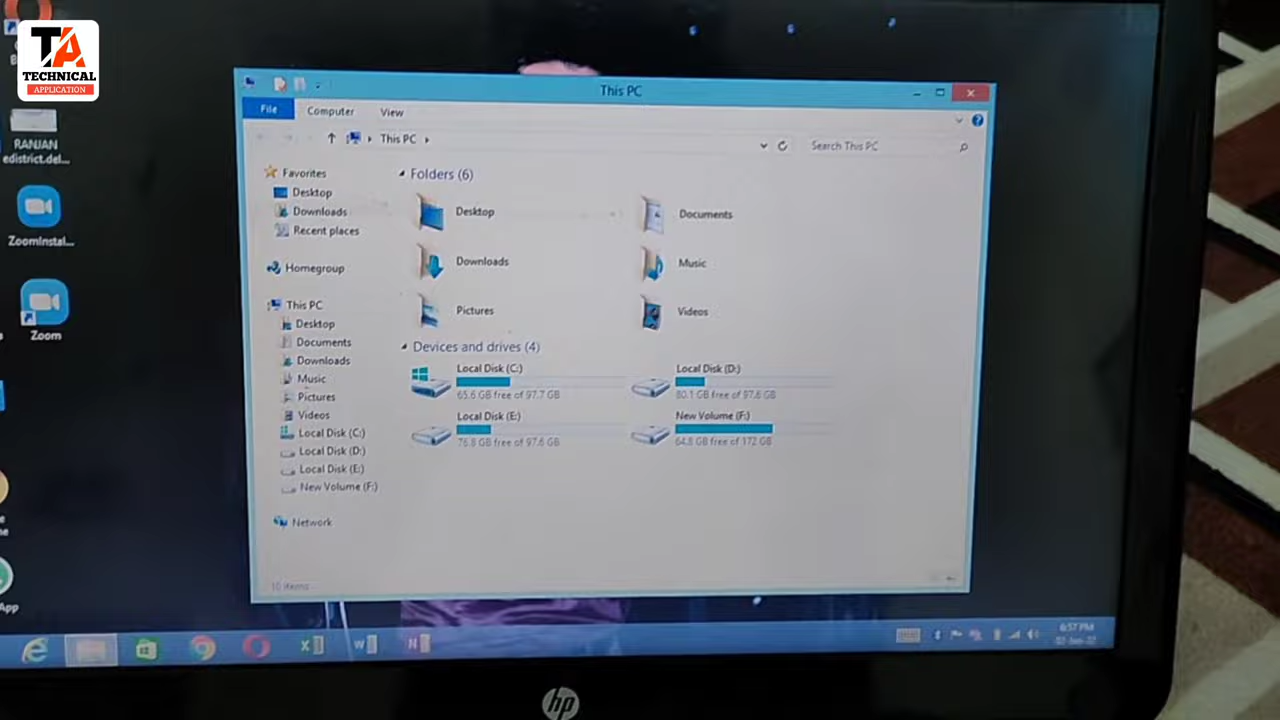 TA
TECHNICAL
APPLICATION
RANJAN
edistrict.del...
ZoomInstal...
Zoom
App
This PC
File
Computer
View
This PC
Search This PC
Favorites
Desktop
Downloads
Recent places
Homegroup
This PC
Desktop
Documents
Downloads
Music
Pictures
Videos
Local Disk (C:)
Local Disk (D:)
Local Disk (E:)
New Volume (F:)
Network
Folders (6)
Desktop
Documents
Downloads
Music
Pictures
Videos
Devices and drives (4)
Local Disk (C:)
65.6 GB free of 97.7 GB
Local Disk (D:)
80.1 GB free of 97.6 GB
Local Disk (E:)
76.8 GB free of 97.6 GB
New Volume (F:)
64.8 GB free of 172 GB
10 items
6:57 PM
hp